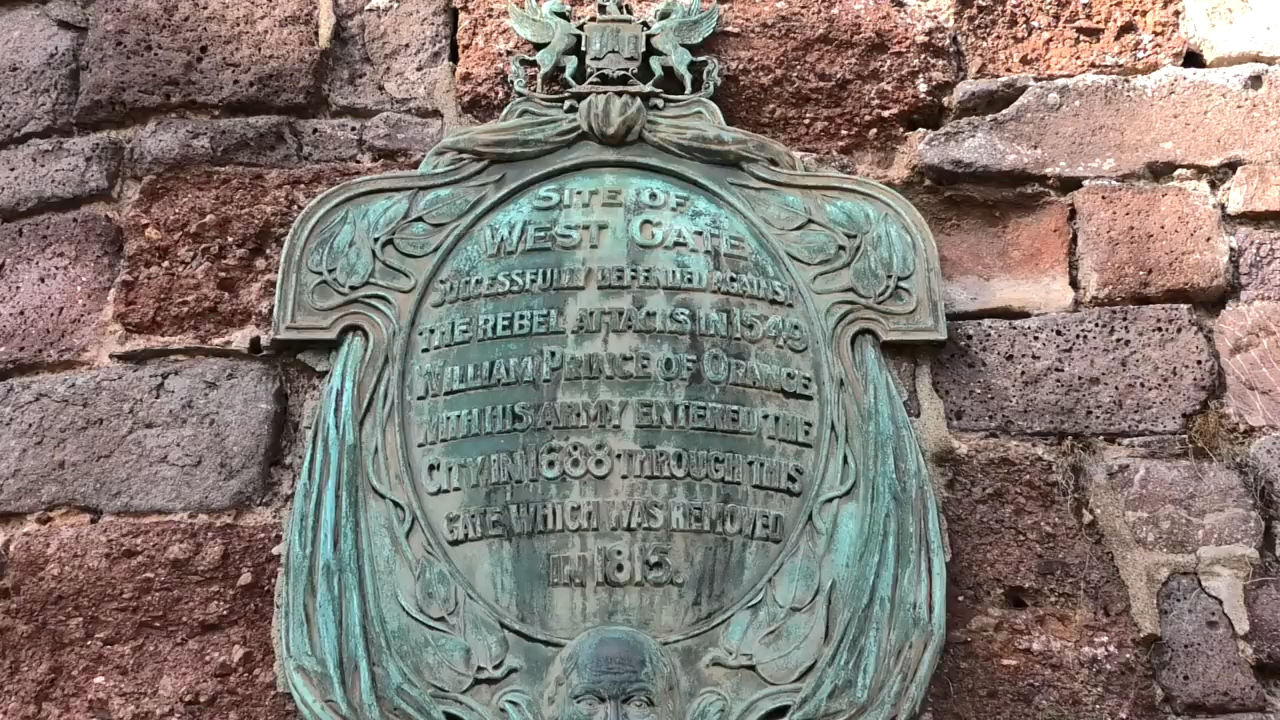 SITE OF
WEST GATE
SUCCESSFULLY DEFENDED AGAINST
THE REBEL ATTACKS IN 1549
WILLIAM PRINCE OF ORANGE
WITH HIS ARMY ENTERED THE
CITY IN 1688 THROUGH THIS
GATE WHICH WAS REMOVED
IN 1815.